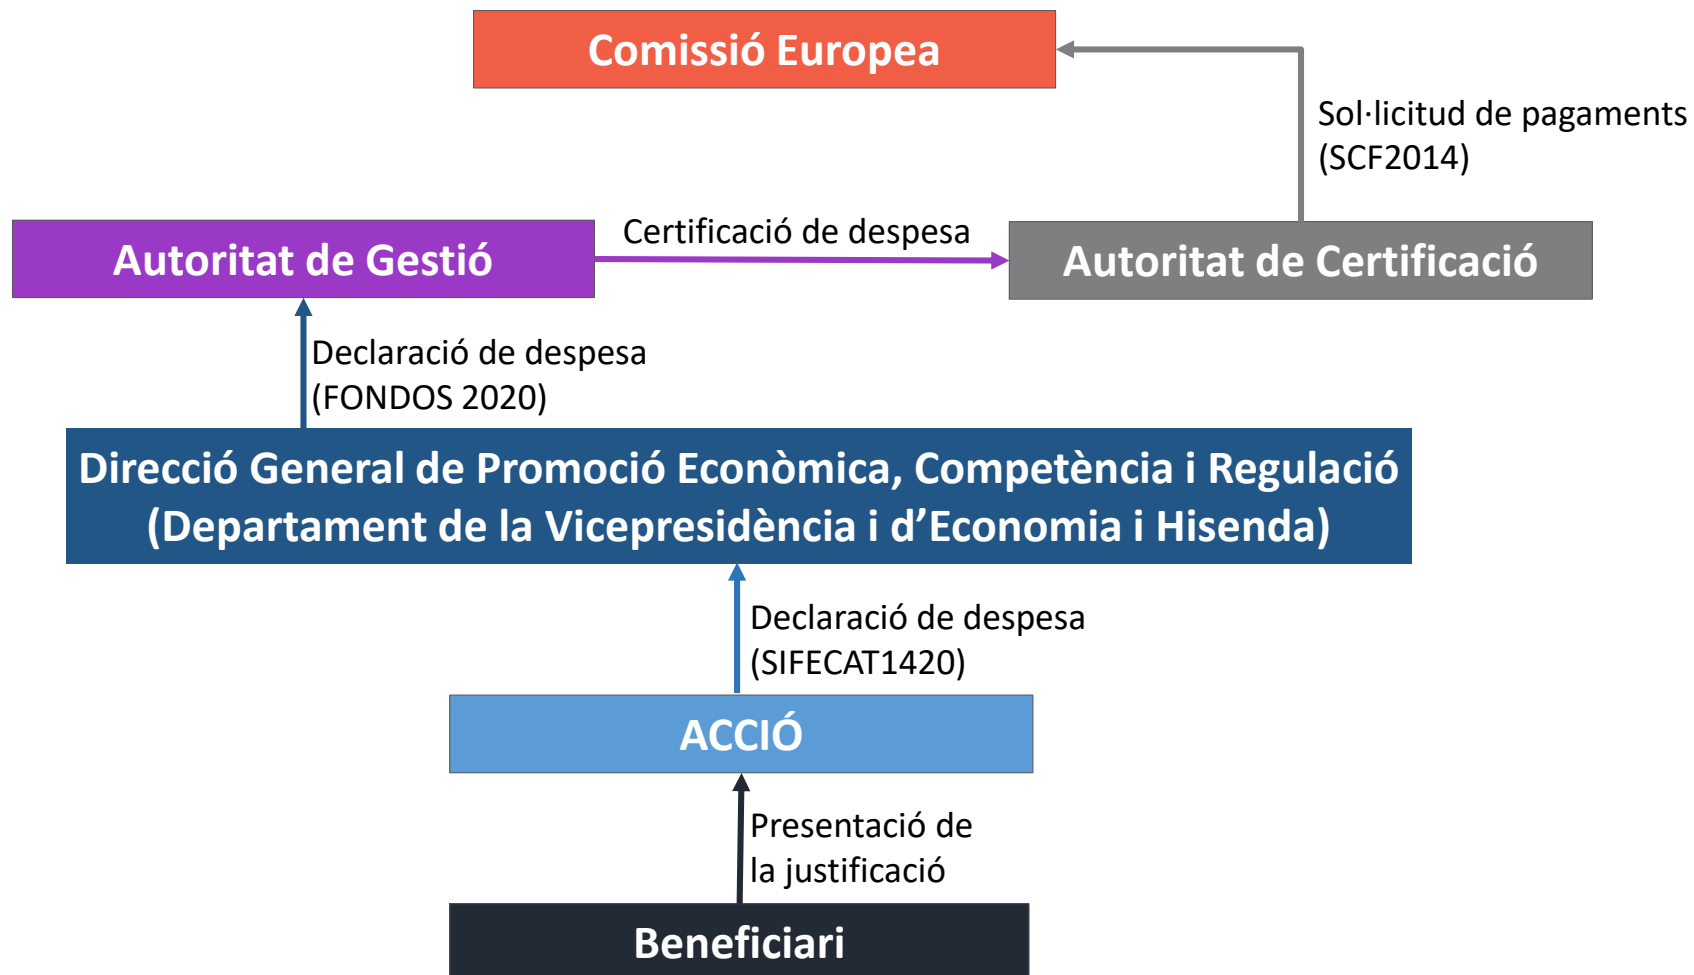 Comissió Europea
Sol·licitud de pagaments
(SCF2014)
Autoritat de Gestió
Certificació de despesa
Autoritat de Certificació
Declaració de despesa
(FONDOS 2020)
Direcció General de Promoció Econòmica, Competència i Regulació
(Departament de la Vicepresidència i d’Economia i Hisenda)
Declaració de despesa
(SIFECAT1420)
ACCIÓ
Presentació de
la justificació
Beneficiari